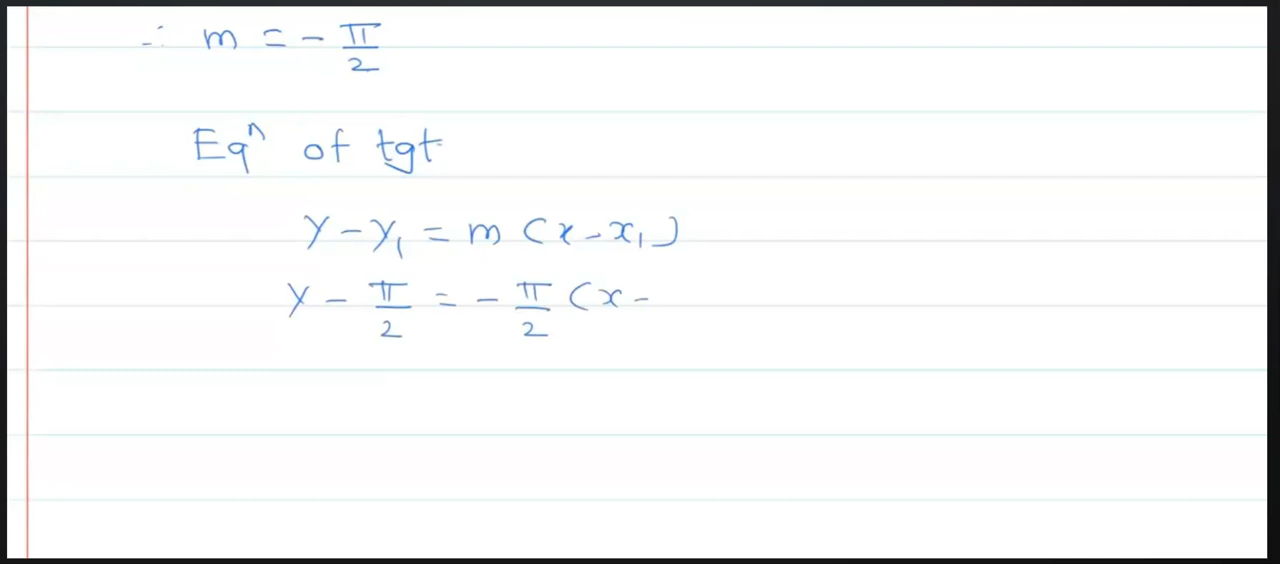 ∴ m = - π/2
Eqⁿ of tgt
y - y₁ = m (x - x₁)
y - π/2 = - π/2 (x -